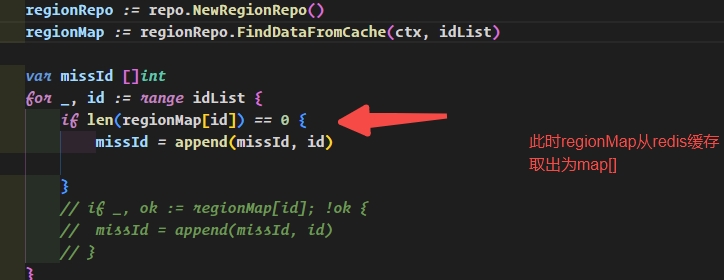 regionRepo := repo.NewRegionRepo()
regionMap := regionRepo.FindDataFromCache(ctx, idList)
var missId []int
for _, id := range idList {
if len(regionMap[id]) == 0 {
missId = append(missId, id)
此时regionMap从redis缓存
取出为map[]
}
// if _, ok := regionMap[id]; !ok {
// missId = append(missId, id)
// }
}